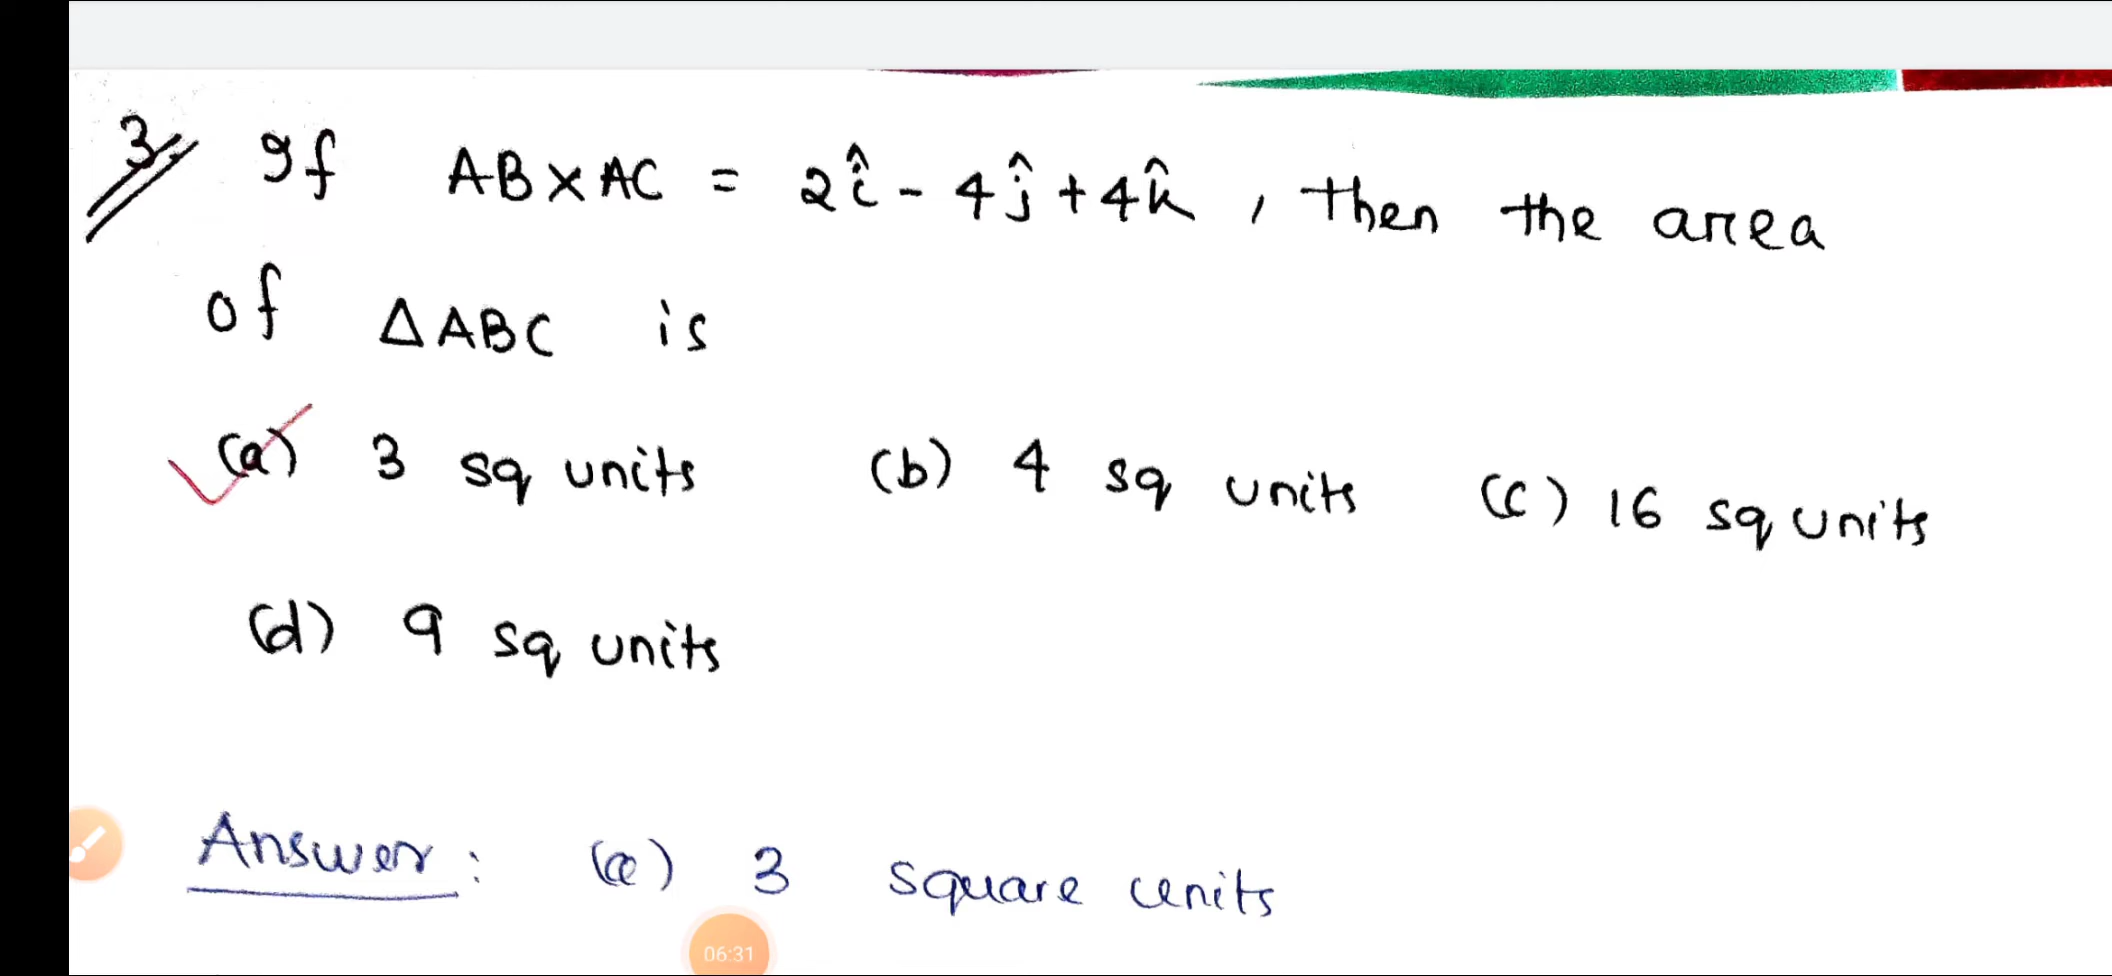 3. If AB × AC = 2î - 4ĵ + 4k̂, then the area
of ΔABC is
(a) 3 sq units (b) 4 sq units (c) 16 sq units
(d) 9 sq units
Answer: (a) 3 square units
06:31